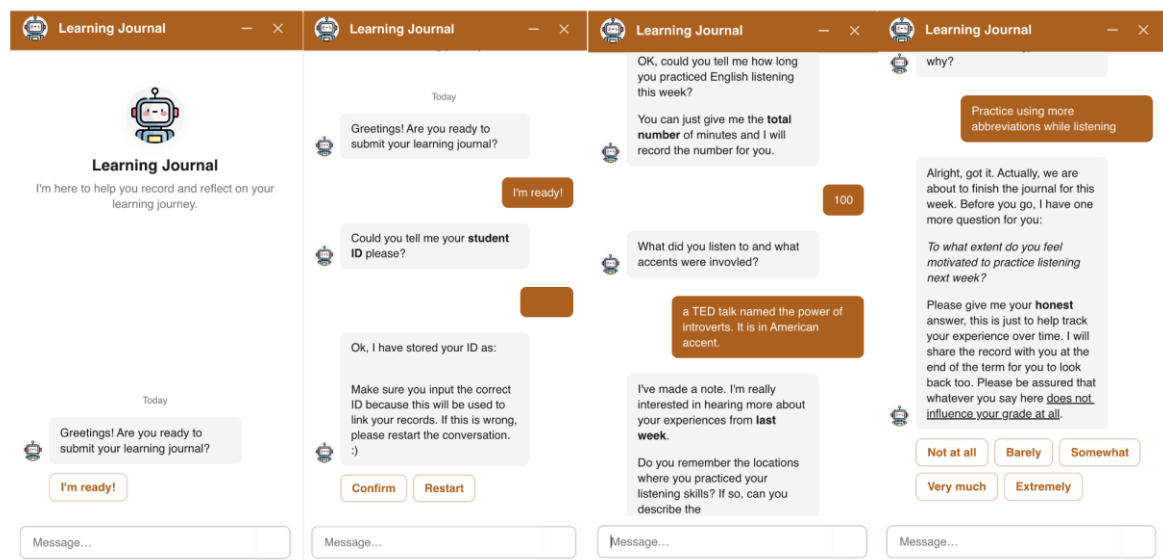 Learning Journal
Learning Journal
I'm here to help you record and reflect on your
learning journey.
Today
Greetings! Are you ready to
submit your learning journal?
I'm ready!
Message...
Learning Journal
Today
Greetings! Are you ready to
submit your learning journal?
I'm ready!
Could you tell me your student
ID please?
Ok, I have stored your ID as:
Make sure you input the correct
ID because this will be used to
link your records. If this is wrong,
please restart the conversation.
:)
Confirm
Restart
Message...
Learning Journal
OK, could you tell me how long
you practiced English listening
this week?
You can just give me the total
number of minutes and I will
record the number for you.
100
What did you listen to and what
accents were invovled?
a TED talk named the power of
introverts. It is in American
accent.
I've made a note. I'm really
interested in hearing more about
your experiences from last
week.
Do you remember the locations
where you practiced your
listening skills? If so, can you
describe the
Message...
Learning Journal
why?
Practice using more
abbreviations while listening
Alright, got it. Actually, we are
about to finish the journal for this
week. Before you go, I have one
more question for you:
To what extent do you feel
motivated to practice listening
next week?
Please give me your honest
answer, this is just to help track
your experience over time. I will
share the record with you at the
end of the term for you to look
back too. Please be assured that
whatever you say here does not
influence your grade at all.
Not at all
Barely
Somewhat
Very much
Extremely
Message...